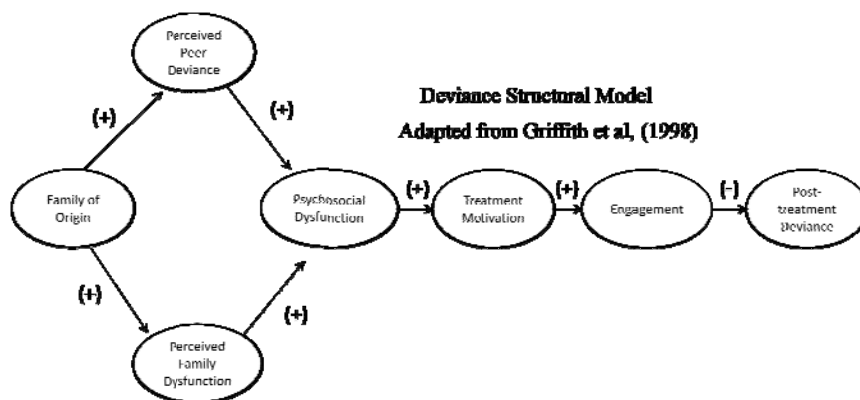 Perceived
Peer
Deviance
Deviance Structural Model
Adapted from Griffith et al, (1998)
(+)
(+)
Family of
Origin
Psychosocial
Dysfunction
(+)
Treatment
Motivation
(+)
Engagement
(-)
Post-
treatment
Deviance
(+)
(+)
Perceived
Family
Dysfunction